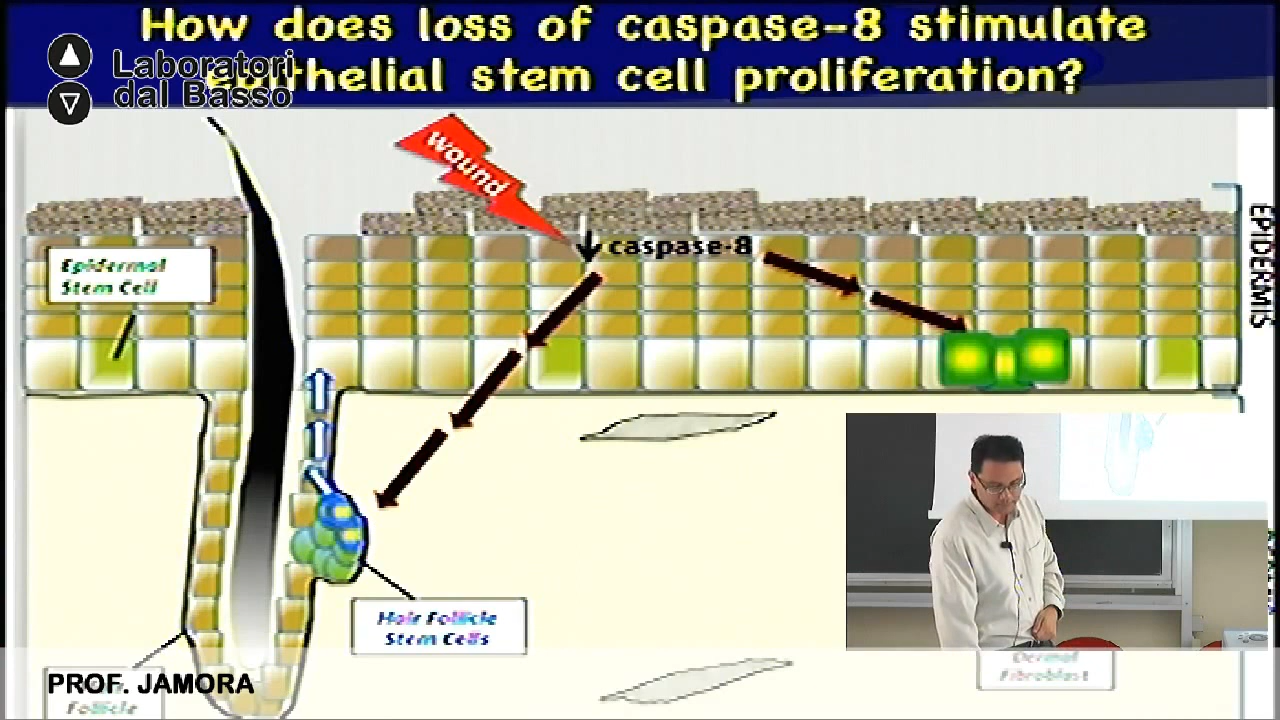 How does loss of caspase-8 stimulate
epithelial stem cell proliferation?
Laboratori
dal Basso
wound
caspase-8
Epidermal
Stem Cell
EPIDERMIS
Hair Follicle
Stem Cells
Dermal
Fibroblast
PROF. JAMORA
Follicle